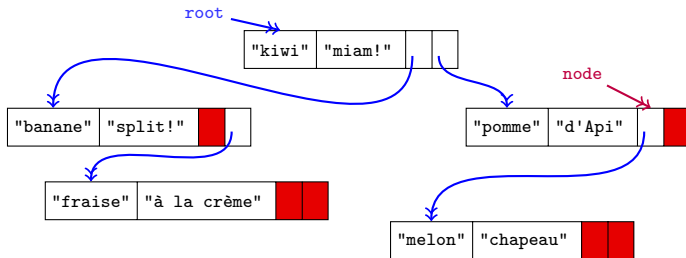 root
"kiwi" "miam!"
node
"banane" "split!"
"pomme" "d'Api"
"fraise" "à la crème"
"melon" "chapeau"